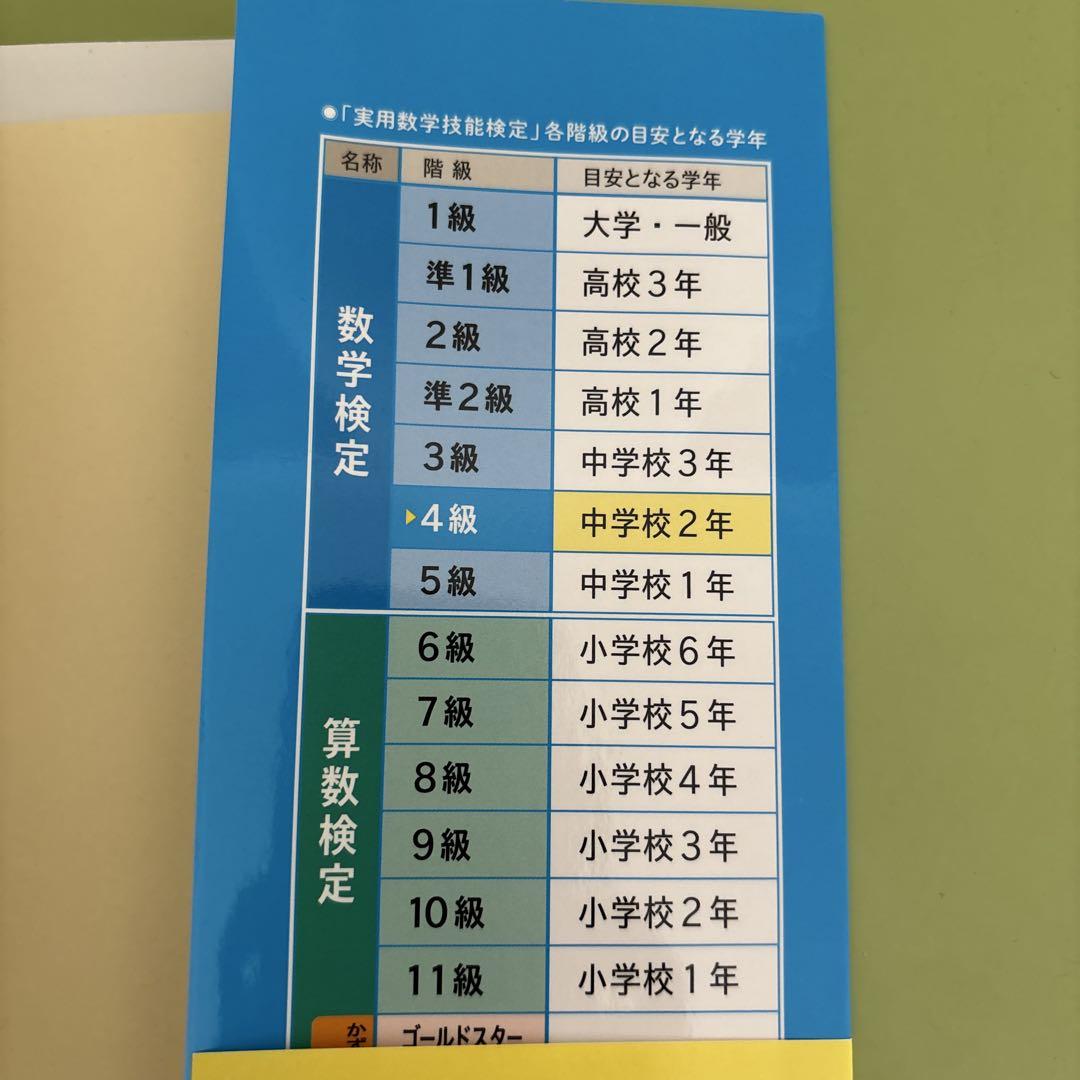 ●「実用数学技能検定」各階級の目安となる学年
名称 階級 目安となる学年
数学検定
1級 大学・一般
準1級 高校3年
2級 高校2年
準2級 高校1年
3級 中学校3年
▶4級 中学校2年
5級 中学校1年
算数検定
6級 小学校6年
7級 小学校5年
8級 小学校4年
9級 小学校3年
10級 小学校2年
11級 小学校1年
かず ゴールドスター